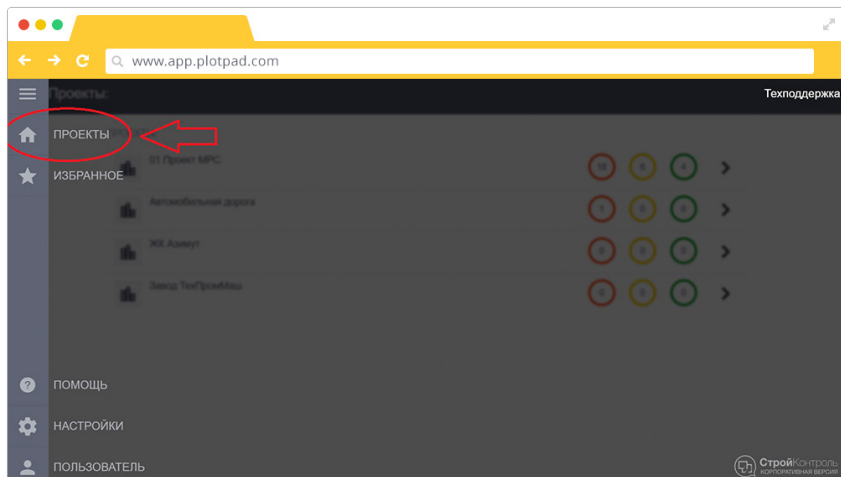 www.app.plotpad.com
Проекты:
Техподдержка
ПРОЕКТЫ
ИЗБРАННОЕ
01 Проект МРС
Автомобильная дорога
1
ЖК Азимут
Завод ТехПромМаш
ПОМОЩЬ
НАСТРОЙКИ
ПОЛЬЗОВАТЕЛЬ
СтройКонтроль
КОРПОРАТИВНАЯ ВЕРСИЯ